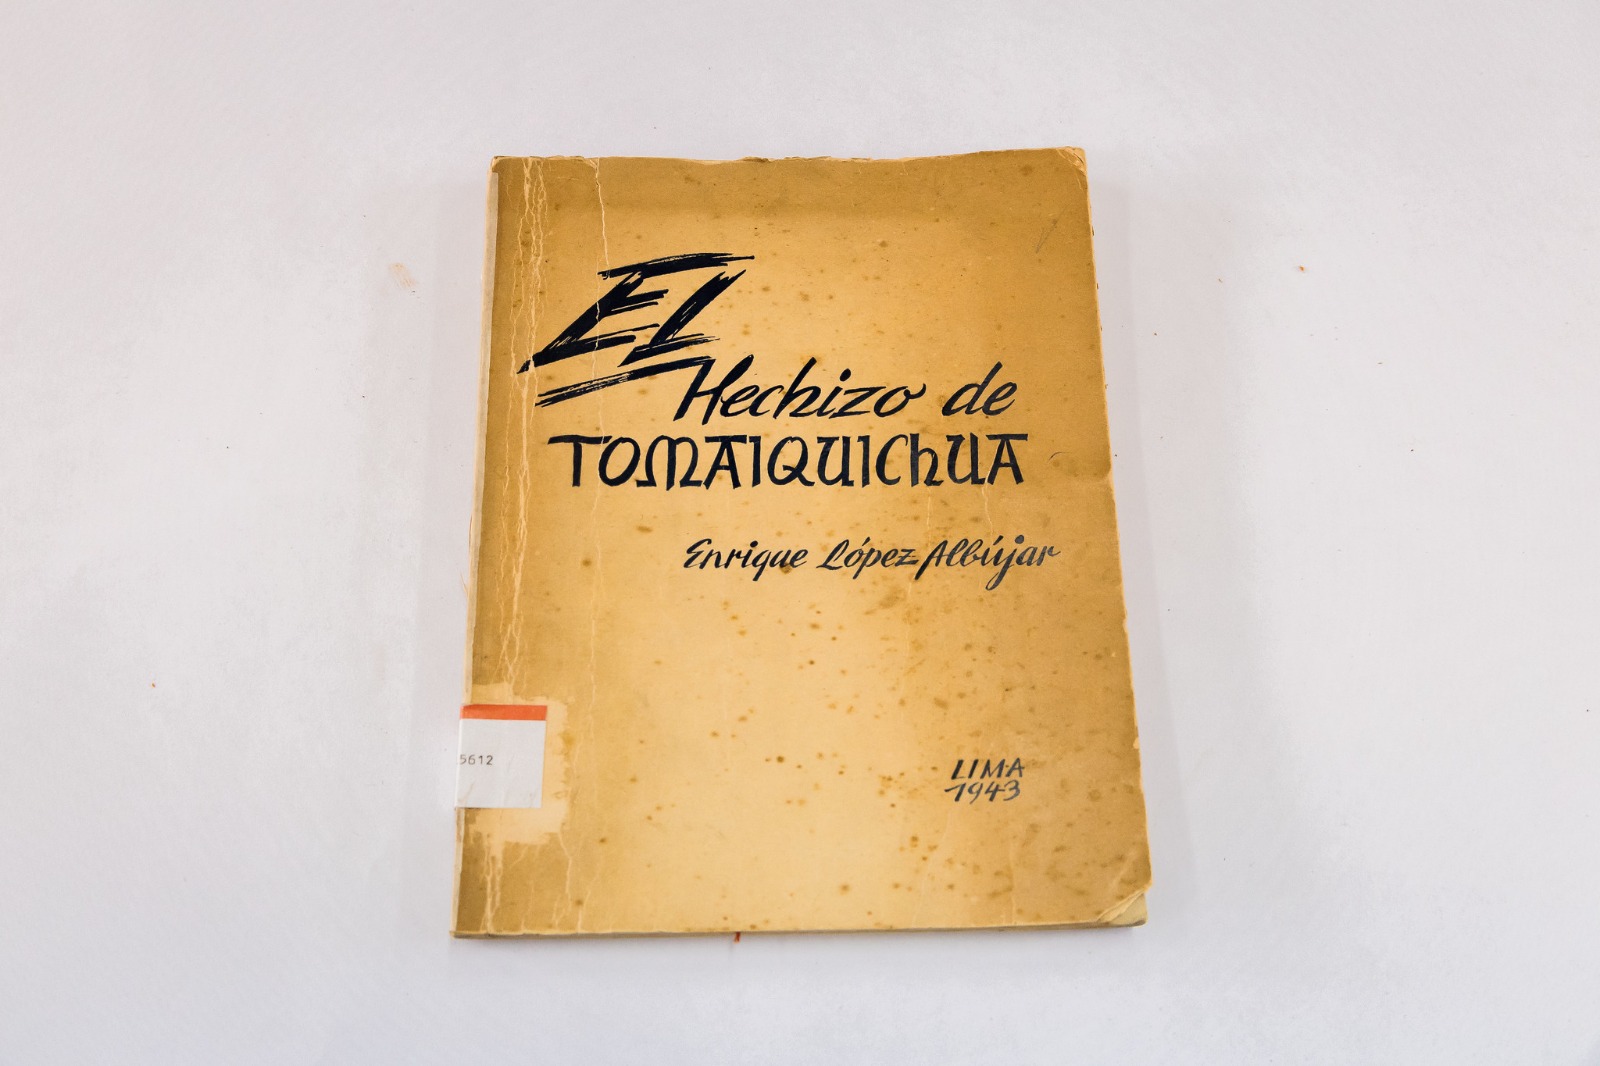 El
Hechizo de
TOMAIQUIChUA
Enrique López Albújar
LIMA
1943
5612